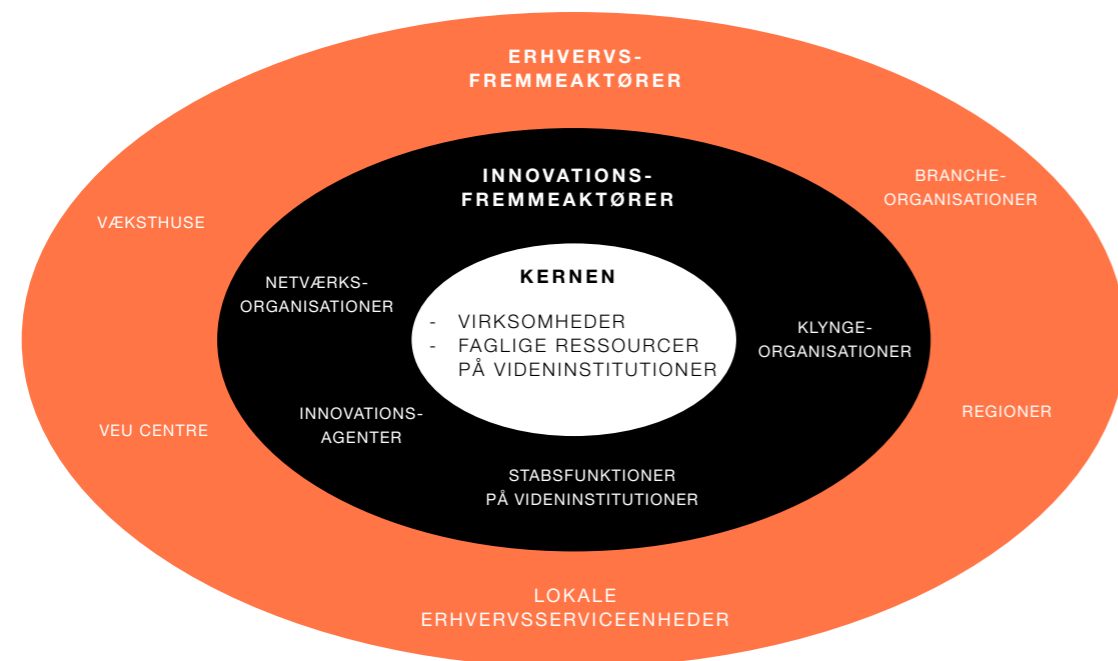 ERHVERVS-
FREMMEAKTØRER
INNOVATIONS-
FREMMEAKTØRER
BRANCHE-
ORGANISATIONER
VÆKSTHUSE
NETVÆRKS-
ORGANISATIONER
KERNEN
- VIRKSOMHEDER
- FAGLIGE RESSOURCER
PÅ VIDENINSTITUTIONER
KLYNGE-
ORGANISATIONER
VEU CENTRE
INNOVATIONS-
AGENTER
REGIONER
STABSFUNKTIONER
PÅ VIDENINSTITUTIONER
LOKALE
ERHVERVSSERVICEENHEDER